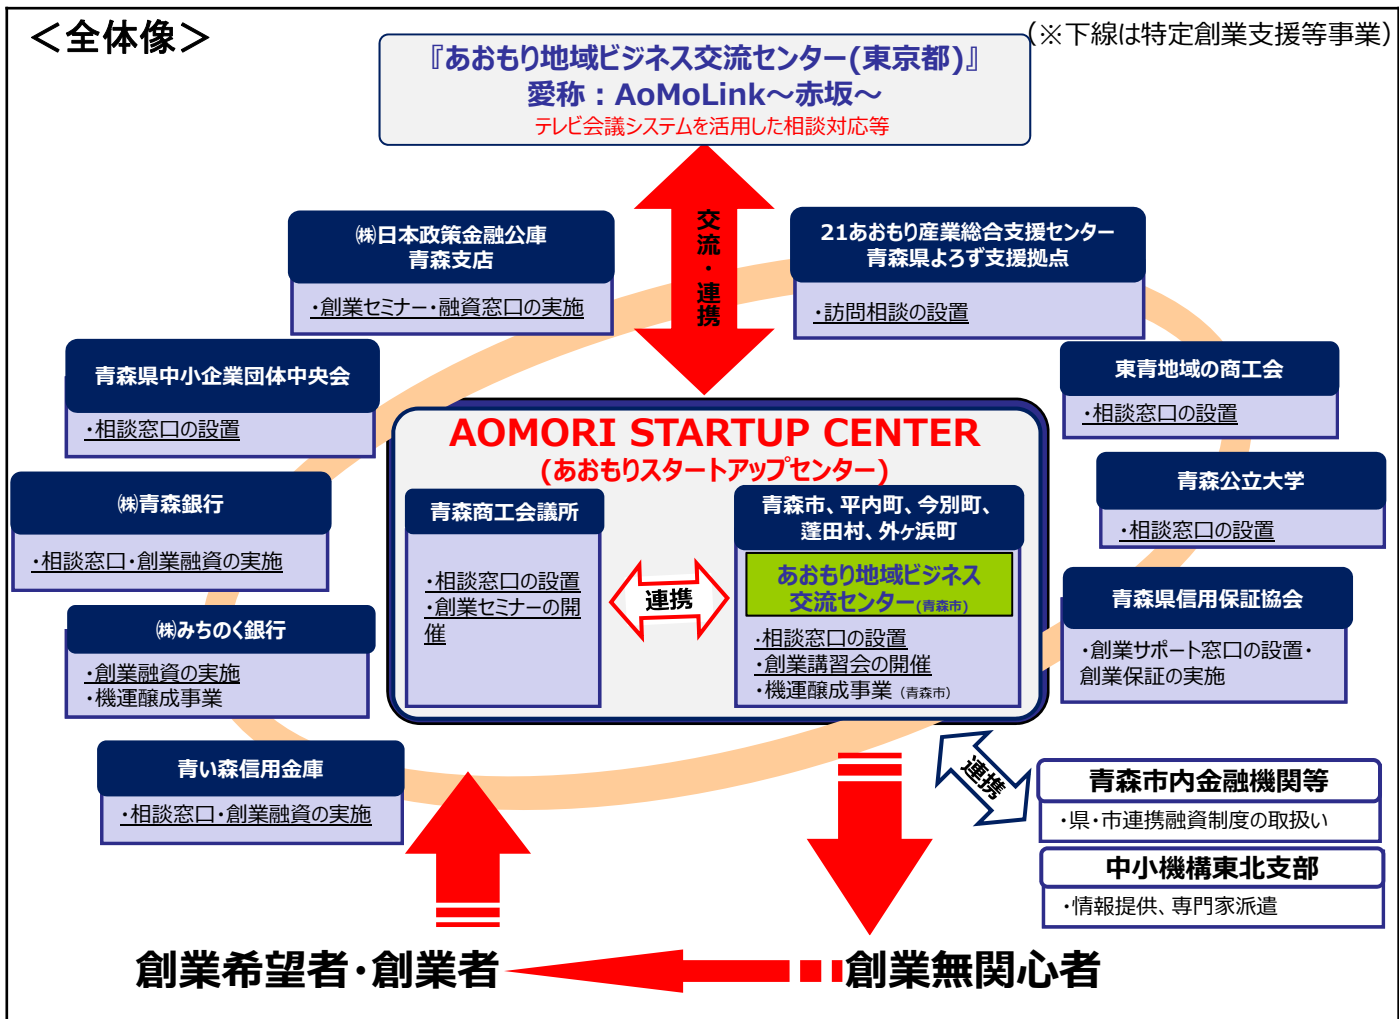 ＜全体像＞
（※下線は特定創業支援等事業）
『あおもり地域ビジネス交流センター(東京都)』
愛称：AoMoLink～赤坂～
テレビ会議システムを活用した相談対応等
交流・連携
㈱日本政策金融公庫
青森支店
・創業セミナー・融資窓口の実施
21あおもり産業総合支援センター
青森県よろず支援拠点
・訪問相談の設置
青森県中小企業団体中央会
・相談窓口の設置
東青地域の商工会
・相談窓口の設置
㈱青森銀行
・相談窓口・創業融資の実施
青森公立大学
・相談窓口の設置
㈱みちのく銀行
・創業融資の実施
・機運醸成事業
青森県信用保証協会
・創業サポート窓口の設置・
創業保証の実施
青い森信用金庫
・相談窓口・創業融資の実施
AOMORI STARTUP CENTER
(あおもりスタートアップセンター)
青森商工会議所
・相談窓口の設置
・創業セミナーの開
催
連携
青森市、平内町、今別町、
蓬田村、外ヶ浜町
あおもり地域ビジネス
交流センター(青森市)
・相談窓口の設置
・創業講習会の開催
・機運醸成事業（青森市）
連携
青森市内金融機関等
・県・市連携融資制度の取扱い
中小機構東北支部
・情報提供、専門家派遣
創業希望者・創業者
創業無関心者